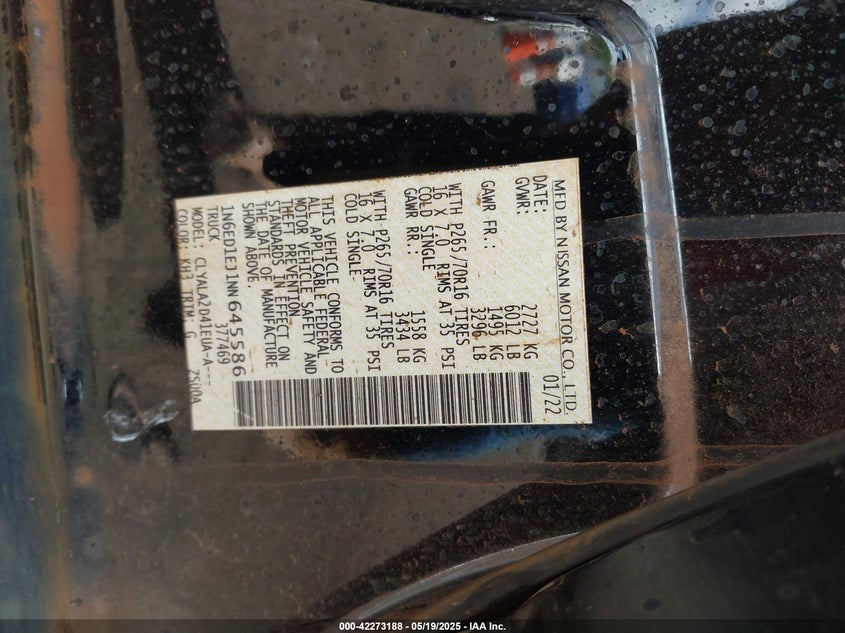 MFD BY NISSAN MOTOR CO., LTD.
DATE: 01/22
GVWR: 2727 KG
6012 LB
GAWR FR.: 1495 KG
3296 LB
WITH P265/70R16 TIRES
16 X 7.0 RIMS AT 35 PSI
COLD SINGLE
GAWR RR.: 1558 KG
3434 LB
WITH P265/70R16 TIRES
16 X 7.0 RIMS AT 35 PSI
COLD SINGLE
THIS VEHICLE CONFORMS TO
ALL APPLICABLE FEDERAL
MOTOR VEHICLE SAFETY AND
THEFT PREVENTION
STANDARDS IN EFFECT ON
THE DATE OF MANUFACTURE
SHOWN ABOVE.
1N6ED1EJ1NN645586
TRUCK 377469
MODEL: CLYALA2D41EUA-A--
COLOR: KH3 TRIM: G ZSU0A
000-42273188 - 05/19/2025 - IAA Inc.